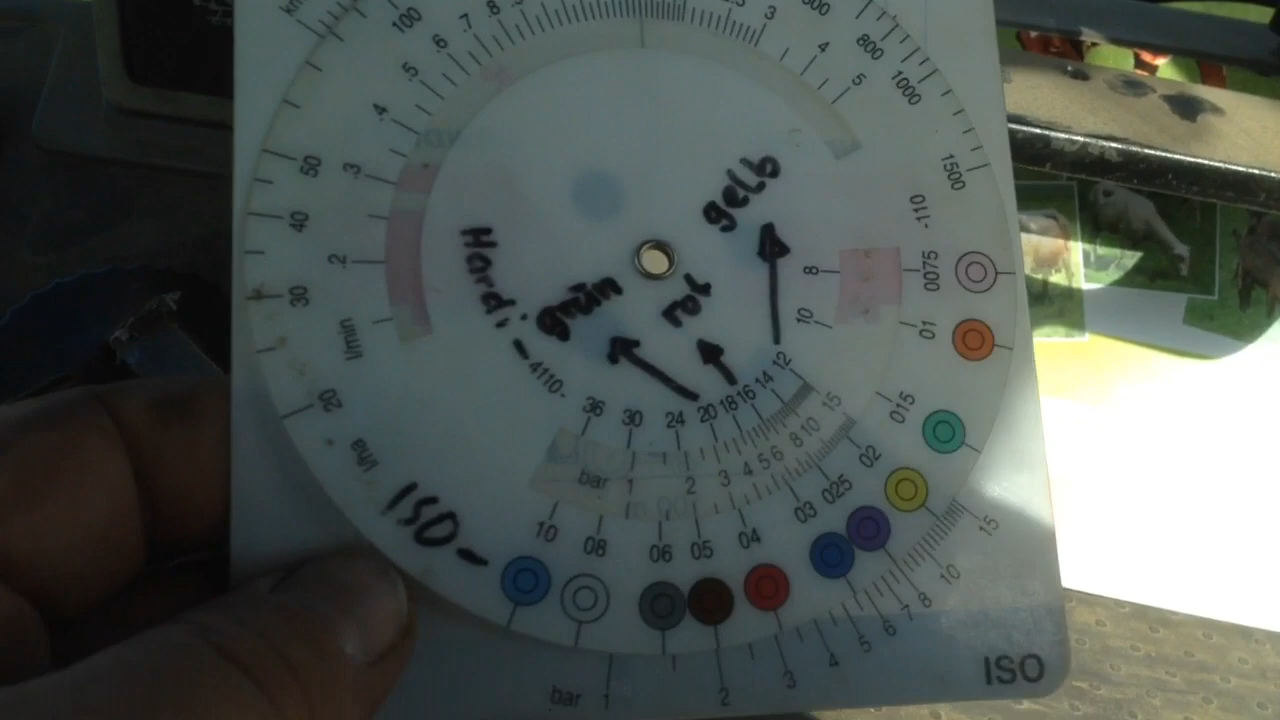 100 .7 .8
.6 3 600
.5 4 800
.4 5 1000
50 .3 1500
40 -110
.2 8 0075
30 10 01
l/min
20
l/ha
gelb
Hardi:
grün rot
-4110-
36 30 24 20 18 16 14 12
015
15
02
bar 1 2 3 4 5 6 8 10
025
03
10 08 06 05 04
ISO-
15
10
8
7
6
5
4
3
bar 1 2
ISO